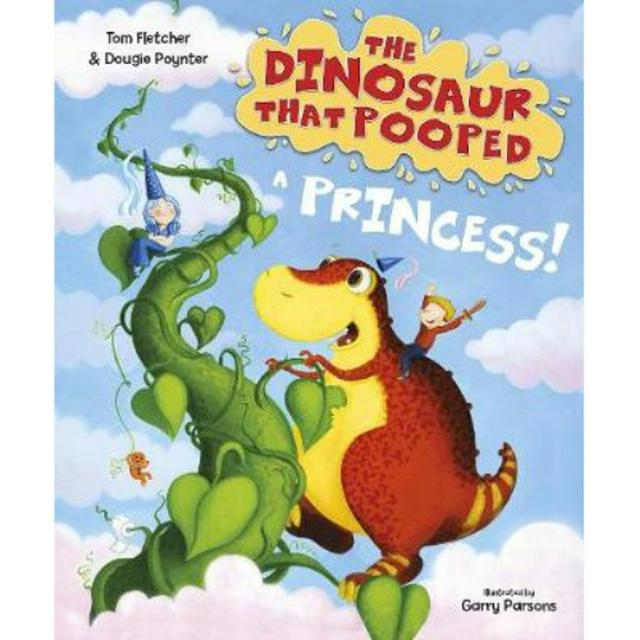 Tom Fletcher
& Dougie Poynter
THE
DINOSAUR
THAT POOPED
A PRINCESS!
Illustrated by
Garry Parsons